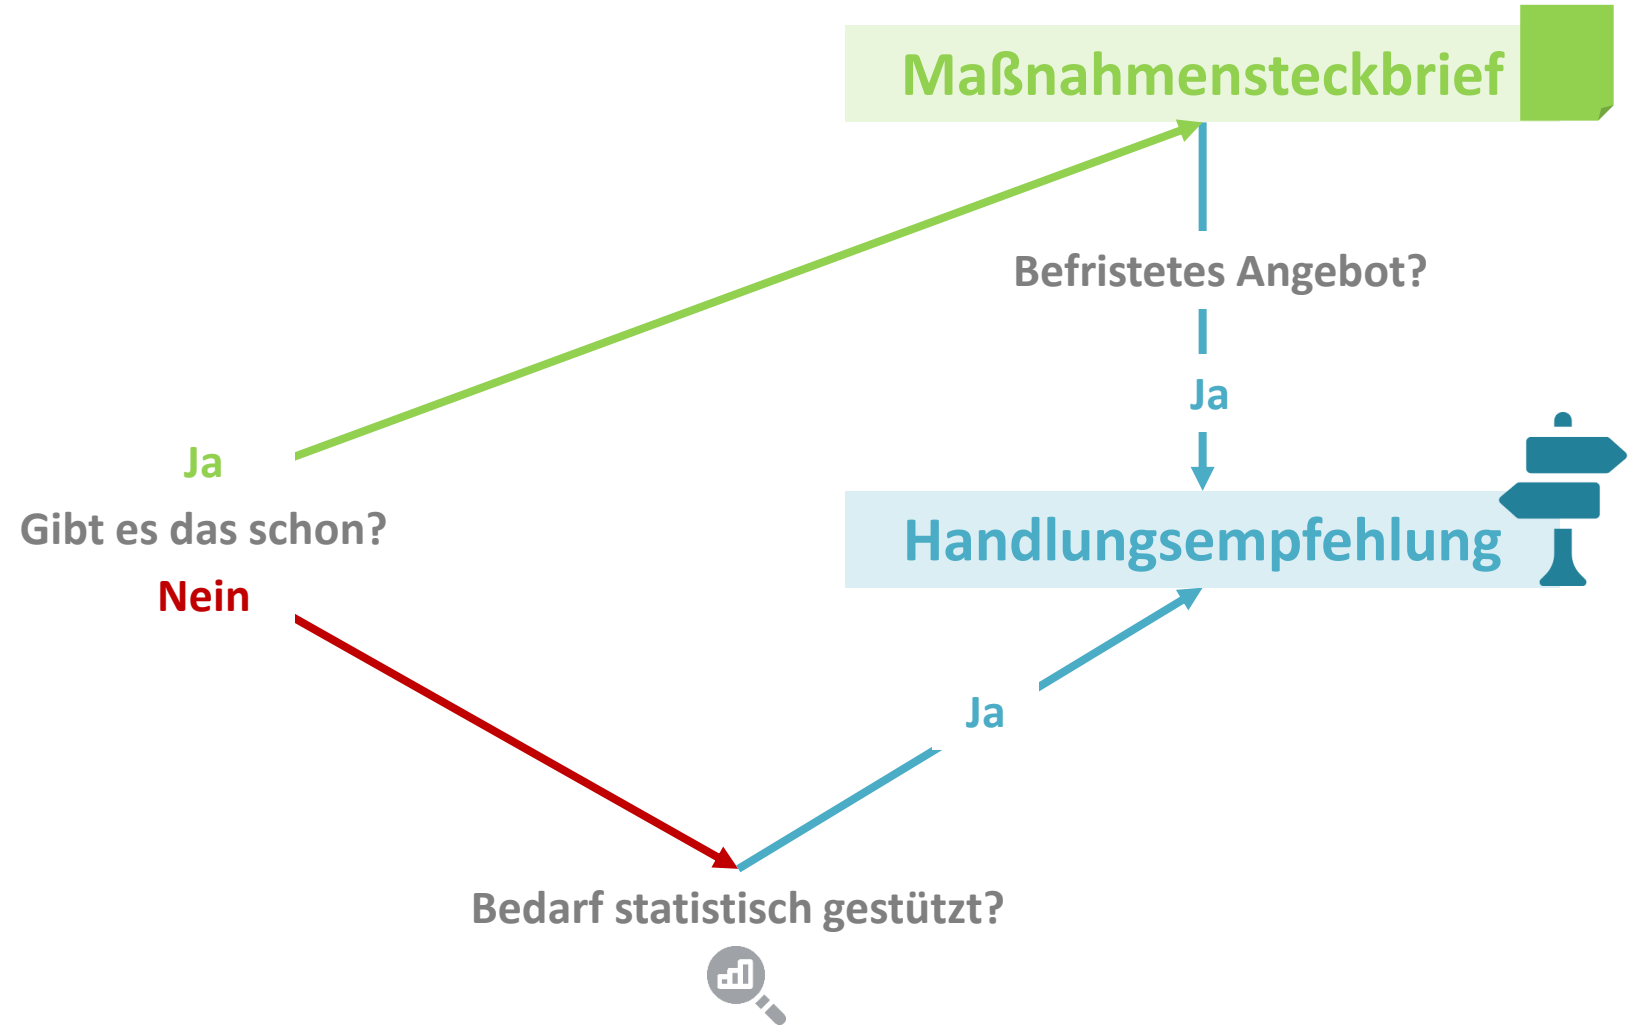 Maßnahmensteckbrief
Befristetes Angebot?
Ja
Ja
Gibt es das schon?
Nein
Handlungsempfehlung
Ja
Bedarf statistisch gestützt?